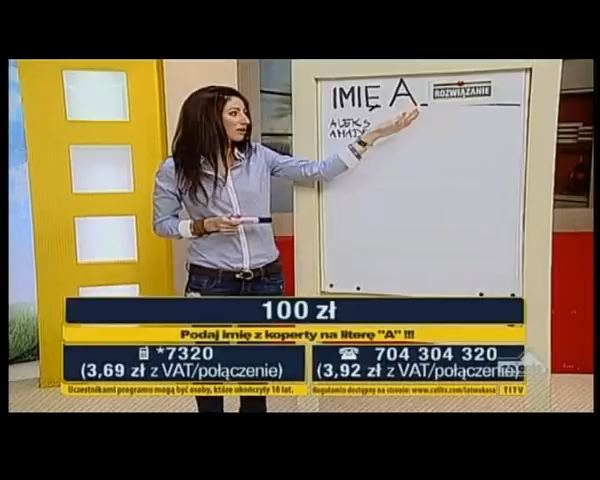 IMIĘ A_
ROZWIĄZANIE
ALEKS
100 zł
Podaj imię z koperty na literę "A" !!!
*7320
(3,69 zł z VAT/połączenie)
704 304 320
(3,92 zł z VAT/połączenie)
Uczestnikami programu mogą być osoby, które ukończyły 18 lat.
Regulamin dostępny na stronie: www.calltv.com/latwakasa
TITV